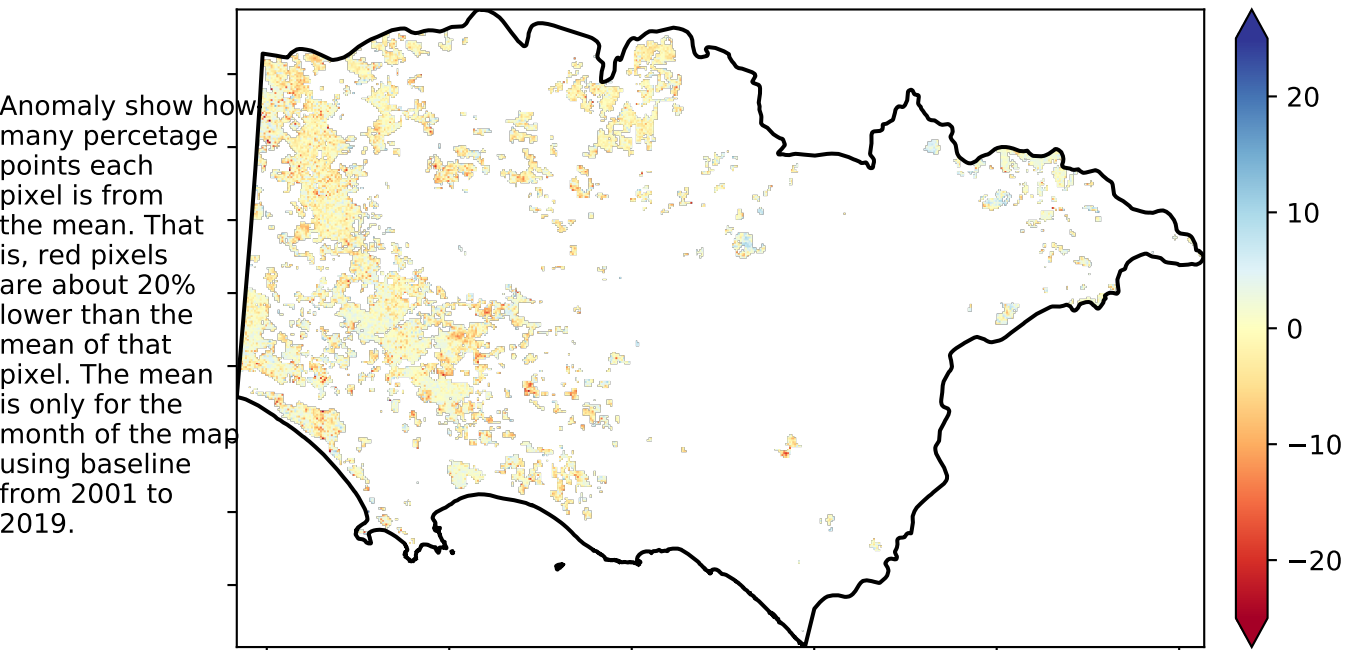 Anomaly show how
many percetage
points each
pixel is from
the mean. That
is, red pixels
are about 20%
lower than the
mean of that
pixel. The mean
is only for the
month of the map
using baseline
from 2001 to
2019.
20
10
0
−10
−20